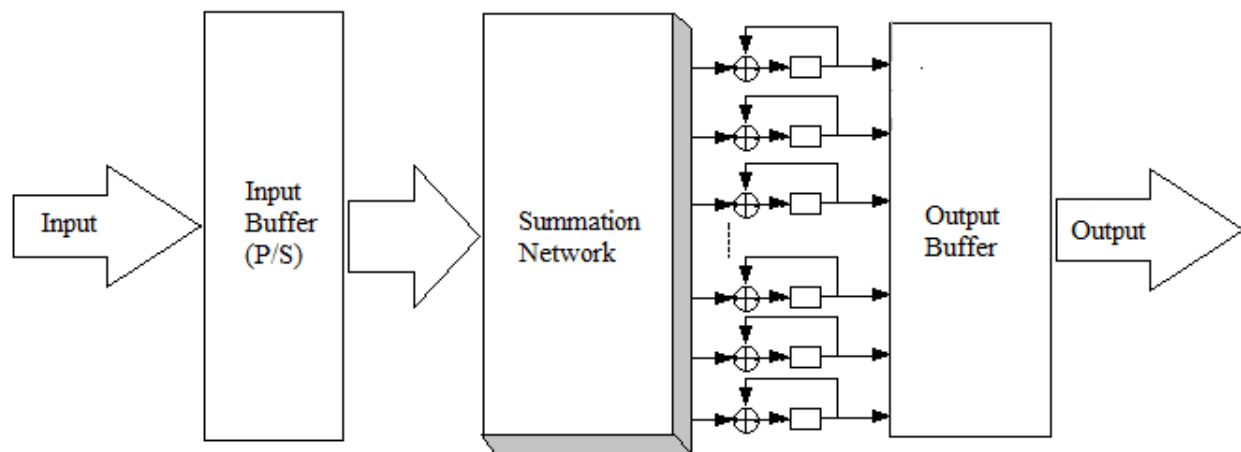 Input
Input
Buffer
(P/S)
Summation
Network
Output
Buffer
Output